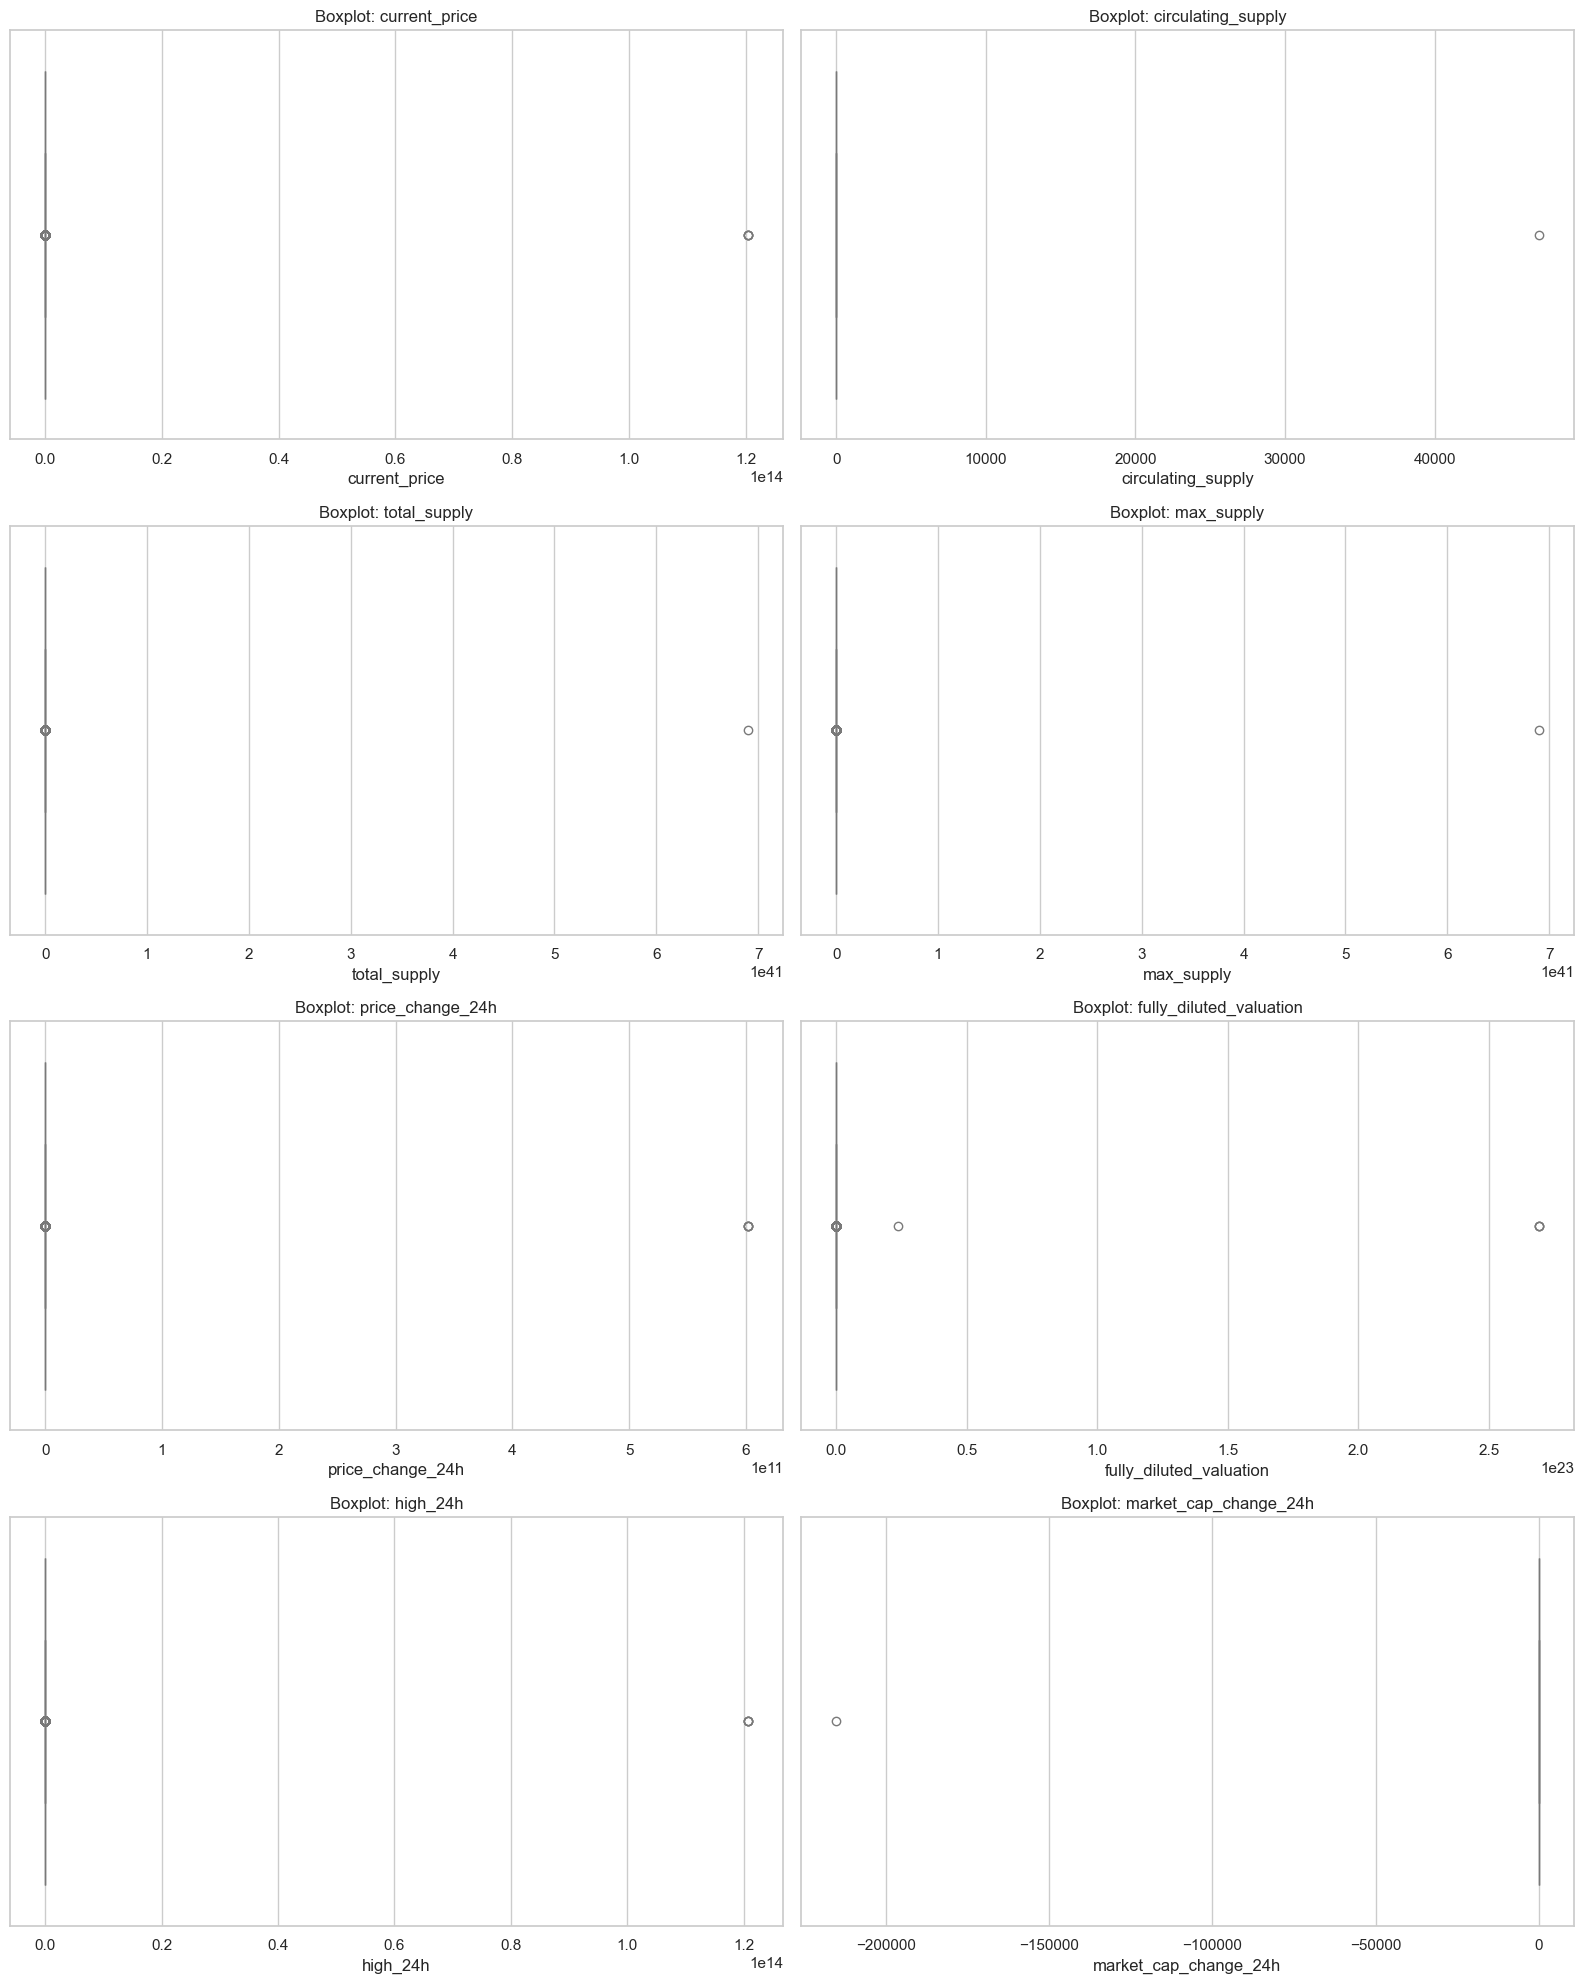 Boxplot: current_price
0.0 0.2 0.4 0.6 0.8 1.0 1.2
1e14
current_price
Boxplot: circulating_supply
0 10000 20000 30000 40000
circulating_supply
Boxplot: total_supply
0 1 2 3 4 5 6 7
1e41
total_supply
Boxplot: max_supply
0 1 2 3 4 5 6 7
1e41
max_supply
Boxplot: price_change_24h
0 1 2 3 4 5 6
1e11
price_change_24h
Boxplot: fully_diluted_valuation
0.0 0.5 1.0 1.5 2.0 2.5
1e23
fully_diluted_valuation
Boxplot: high_24h
0.0 0.2 0.4 0.6 0.8 1.0 1.2
1e14
high_24h
Boxplot: market_cap_change_24h
−200000 −150000 −100000 −50000 0
market_cap_change_24h